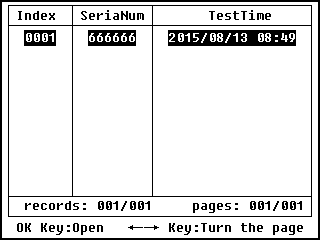 Index SeriaNum TestTime
0001 666666 2015/08/13 08:49
records: 001/001 pages: 001/001
OK Key:Open ←→ Key:Turn the page